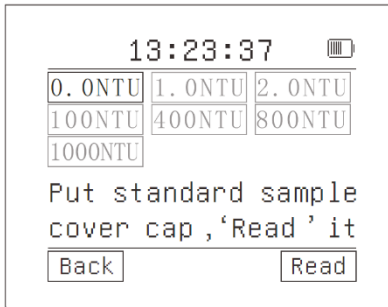 13:23:37
0.0NTU 1.0NTU 2.0NTU
100NTU 400NTU 800NTU
1000NTU
Put standard sample
cover cap ,‘Read ’ it
Back Read